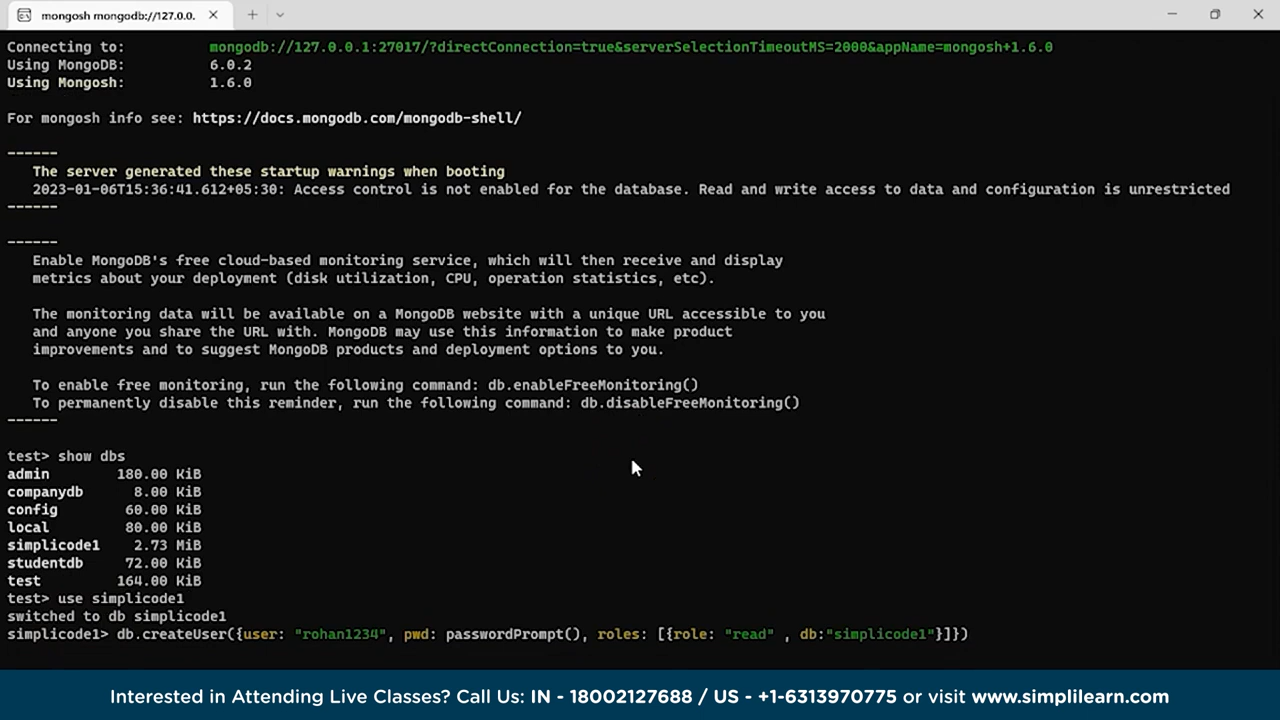 mongosh mongodb://127.0.0.
Connecting to: mongodb://127.0.0.1:27017/?directConnection=true&serverSelectionTimeoutMS=2000&appName=mongosh+1.6.0
Using MongoDB: 6.0.2
Using Mongosh: 1.6.0
For mongosh info see: https://docs.mongodb.com/mongodb-shell/
------
The server generated these startup warnings when booting
2023-01-06T15:36:41.612+05:30: Access control is not enabled for the database. Read and write access to data and configuration is unrestricted
------
------
Enable MongoDB's free cloud-based monitoring service, which will then receive and display
metrics about your deployment (disk utilization, CPU, operation statistics, etc).
The monitoring data will be available on a MongoDB website with a unique URL accessible to you
and anyone you share the URL with. MongoDB may use this information to make product
improvements and to suggest MongoDB products and deployment options to you.
To enable free monitoring, run the following command: db.enableFreeMonitoring()
To permanently disable this reminder, run the following command: db.disableFreeMonitoring()
------
test> show dbs
admin 180.00 KiB
companydb 8.00 KiB
config 60.00 KiB
local 80.00 KiB
simplicode1 2.73 MiB
studentdb 72.00 KiB
test 164.00 KiB
test> use simplicode1
switched to db simplicode1
simplicode1> db.createUser({user: "rohan1234", pwd: passwordPrompt(), roles: [{role: "read" , db:"simplicode1"}]})
Interested in Attending Live Classes? Call Us: IN - 18002127688 / US - +1-6313970775 or visit www.simplilearn.com